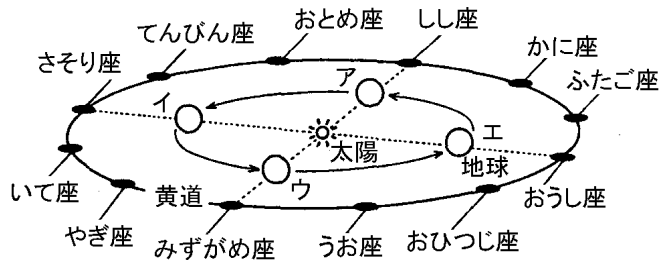 おとめ座
しし座
てんびん座
かに座
さそり座
ア
ふたご座
イ
エ
太陽
地球
ウ
いて座
黄道
おうし座
やぎ座
みずがめ座
うお座
おひつじ座